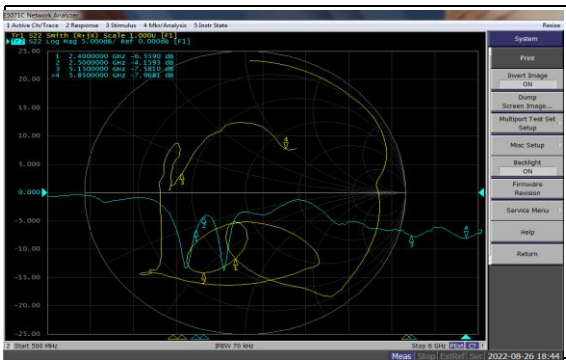 E5071C Network Analyzer
1 Active Ch/Trace 2 Response 3 Stimulus 4 Mkr/Analysis 5 Instr State
Resize
Tr1 S22 Smith (R+jX) Scale 1.000U [F1]
Tr2 S22 Log Mag 5.000dB/ Ref 0.000dB [F1]
25.00
1 2.4000000 GHz -6.5590 dB
2 2.5000000 GHz -4.1393 dB
3 5.1500000 GHz -7.5810 dB
>4 5.8500000 GHz -7.9681 dB
20.00
15.00
10.00
5.000
0.000
-5.000
-10.00
-15.00
-20.00
-25.00
System
Print
Invert Image
ON
Dump
Screen Image...
Multiport Test Set
Setup
Misc Setup
Backlight
ON
Firmware
Revision
Service Menu
Help
Return
2 Start 500 MHz
IFBW 70 kHz
Stop 6 GHz
Meas Stop ExtRef Svc 2022-08-26 18:44